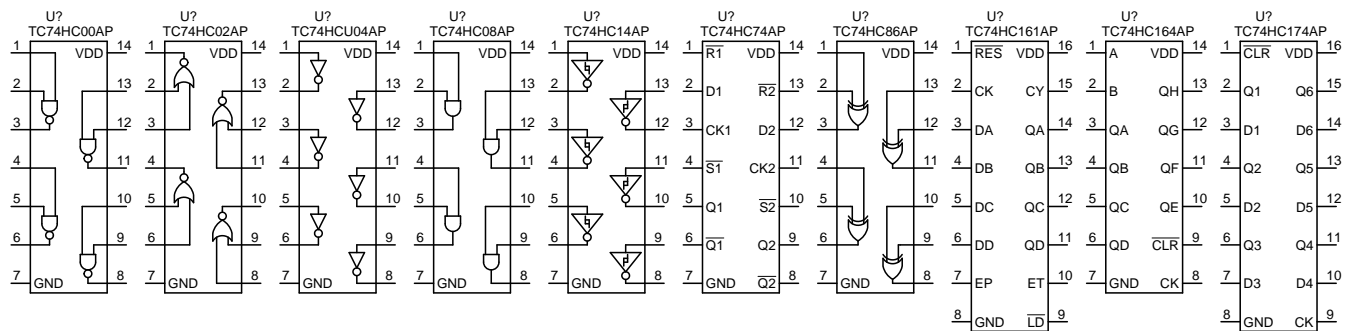 U?
TC74HC00AP
1 VDD 14
2 13
3 12
4 11
5 10
6 9
7 GND 8
U?
TC74HC02AP
1 VDD 14
2 13
3 12
4 11
5 10
6 9
7 GND 8
U?
TC74HCU04AP
1 VDD 14
2 13
3 12
4 11
5 10
6 9
7 GND 8
U?
TC74HC08AP
1 VDD 14
2 13
3 12
4 11
5 10
6 9
7 GND 8
U?
TC74HC14AP
1 VDD 14
2 13
3 12
4 11
5 10
6 9
7 GND 8
U?
TC74HC74AP
1 R1 VDD 14
2 D1 R2 13
3 CK1 D2 12
4 S1 CK2 11
5 Q1 S2 10
6 Q1 Q2 9
7 GND Q2 8
U?
TC74HC86AP
1 VDD 14
2 13
3 12
4 11
5 10
6 9
7 GND 8
U?
TC74HC161AP
1 RES VDD 16
2 CK CY 15
3 DA QA 14
4 DB QB 13
5 DC QC 12
6 DD QD 11
7 EP ET 10
8 GND LD 9
U?
TC74HC164AP
1 A VDD 14
2 B QH 13
3 QA QG 12
4 QB QF 11
5 QC QE 10
6 QD CLR 9
7 GND CK 8
U?
TC74HC174AP
1 CLR VDD 16
2 Q1 Q6 15
3 D1 D6 14
4 Q2 Q5 13
5 D2 D5 12
6 Q3 Q4 11
7 D3 D4 10
8 GND CK 9